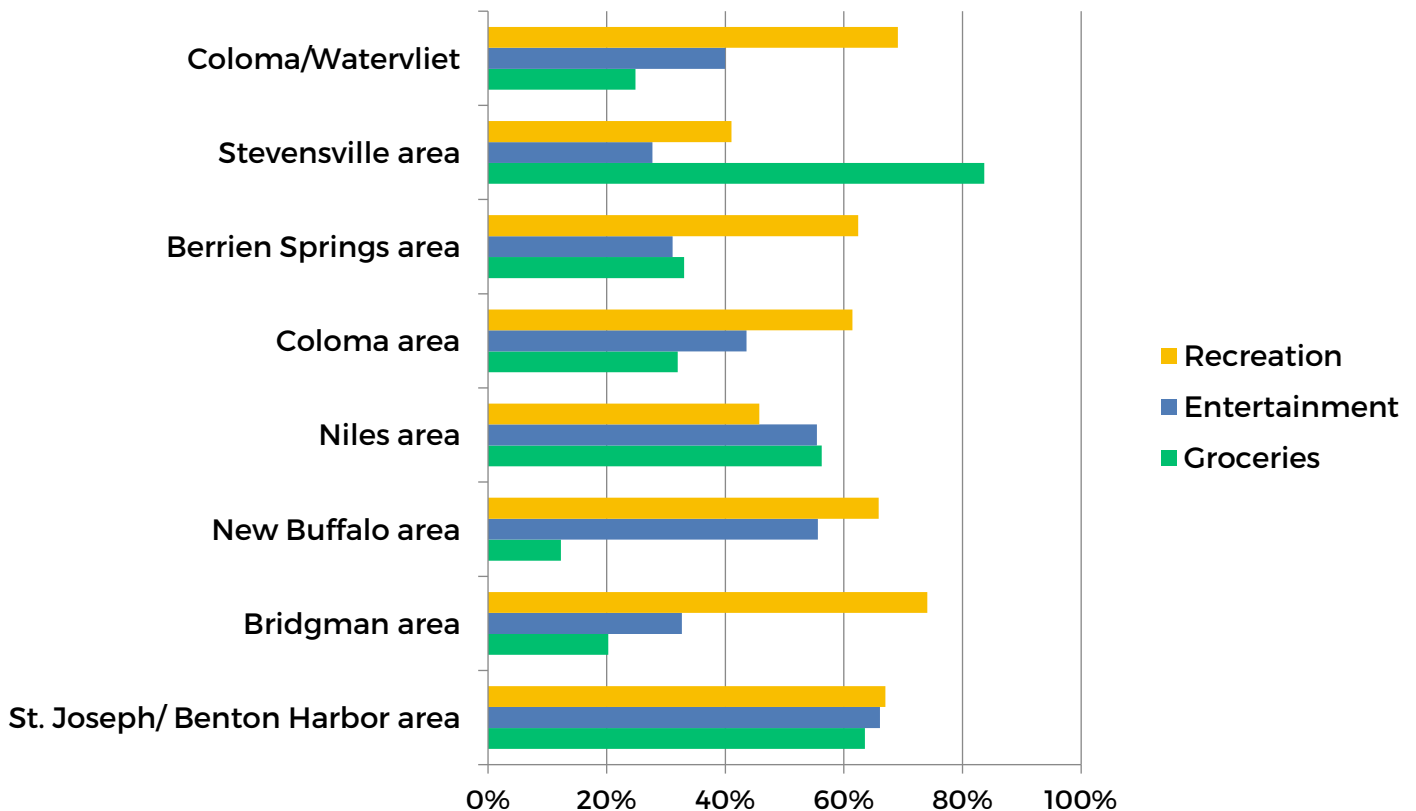 Coloma/Watervliet
Stevensville area
Berrien Springs area
Coloma area
Niles area
New Buffalo area
Bridgman area
St. Joseph/ Benton Harbor area
0% 20% 40% 60% 80% 100%
Recreation
Entertainment
Groceries